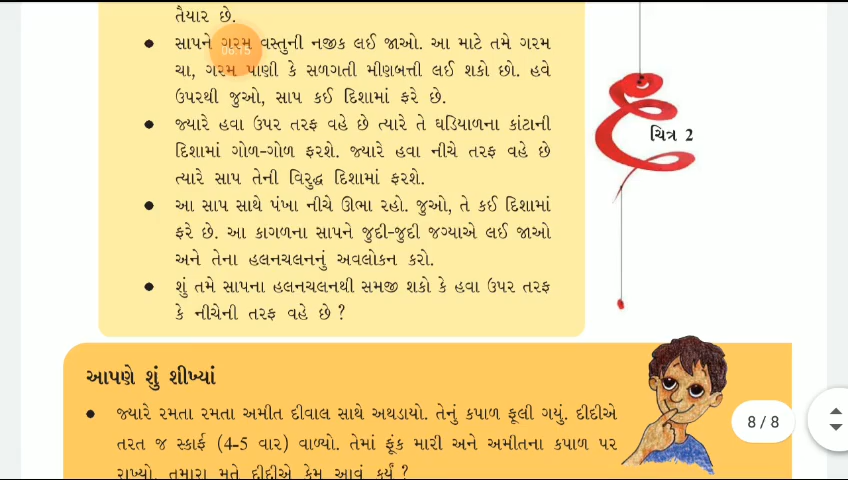 તૈયાર છે.
● સાપને ગરમ વસ્તુની નજીક લઈ જાઓ. આ માટે તમે ગરમ
ચા, ગરમ પાણી કે સળગતી મીણબત્તી લઈ શકો છો. હવે
ઉપરથી જુઓ, સાપ કઈ દિશામાં ફરે છે.
● જ્યારે હવા ઉપર તરફ વહે છે ત્યારે તે ઘડિયાળના કાંટાની
દિશામાં ગોળ-ગોળ ફરશે. જ્યારે હવા નીચે તરફ વહે છે
ત્યારે સાપ તેની વિરુદ્ધ દિશામાં ફરશે.
● આ સાપ સાથે પંખા નીચે ઊભા રહો. જુઓ, તે કઈ દિશામાં
ફરે છે. આ કાગળના સાપને જુદી-જુદી જગ્યાએ લઈ જાઓ
અને તેના હલનચલનનું અવલોકન કરો.
● શું તમે સાપના હલનચલનથી સમજી શકો કે હવા ઉપર તરફ
કે નીચેની તરફ વહે છે ?
ચિત્ર 2
આપણે શું શીખ્યાં
● જ્યારે રમતા રમતા અમીત દીવાલ સાથે અથડાયો. તેનું કપાળ ફૂલી ગયું. દીદીએ
તરત જ સ્કાર્ફ (4-5 વાર) વાળ્યો. તેમાં ફૂંક મારી અને અમીતના કપાળ પર
રાખ્યો. તમારા મતે દીદીએ કેમ આવું કર્યું ?
8 / 8